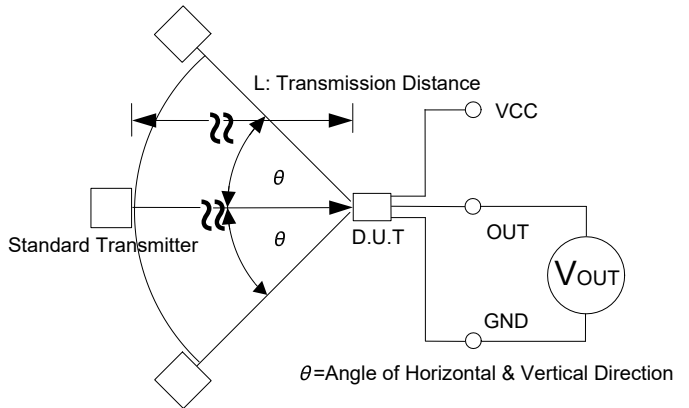 L: Transmission Distance
VCC
θ
Standard Transmitter
θ
D.U.T
OUT
VOUT
GND
θ=Angle of Horizontal & Vertical Direction